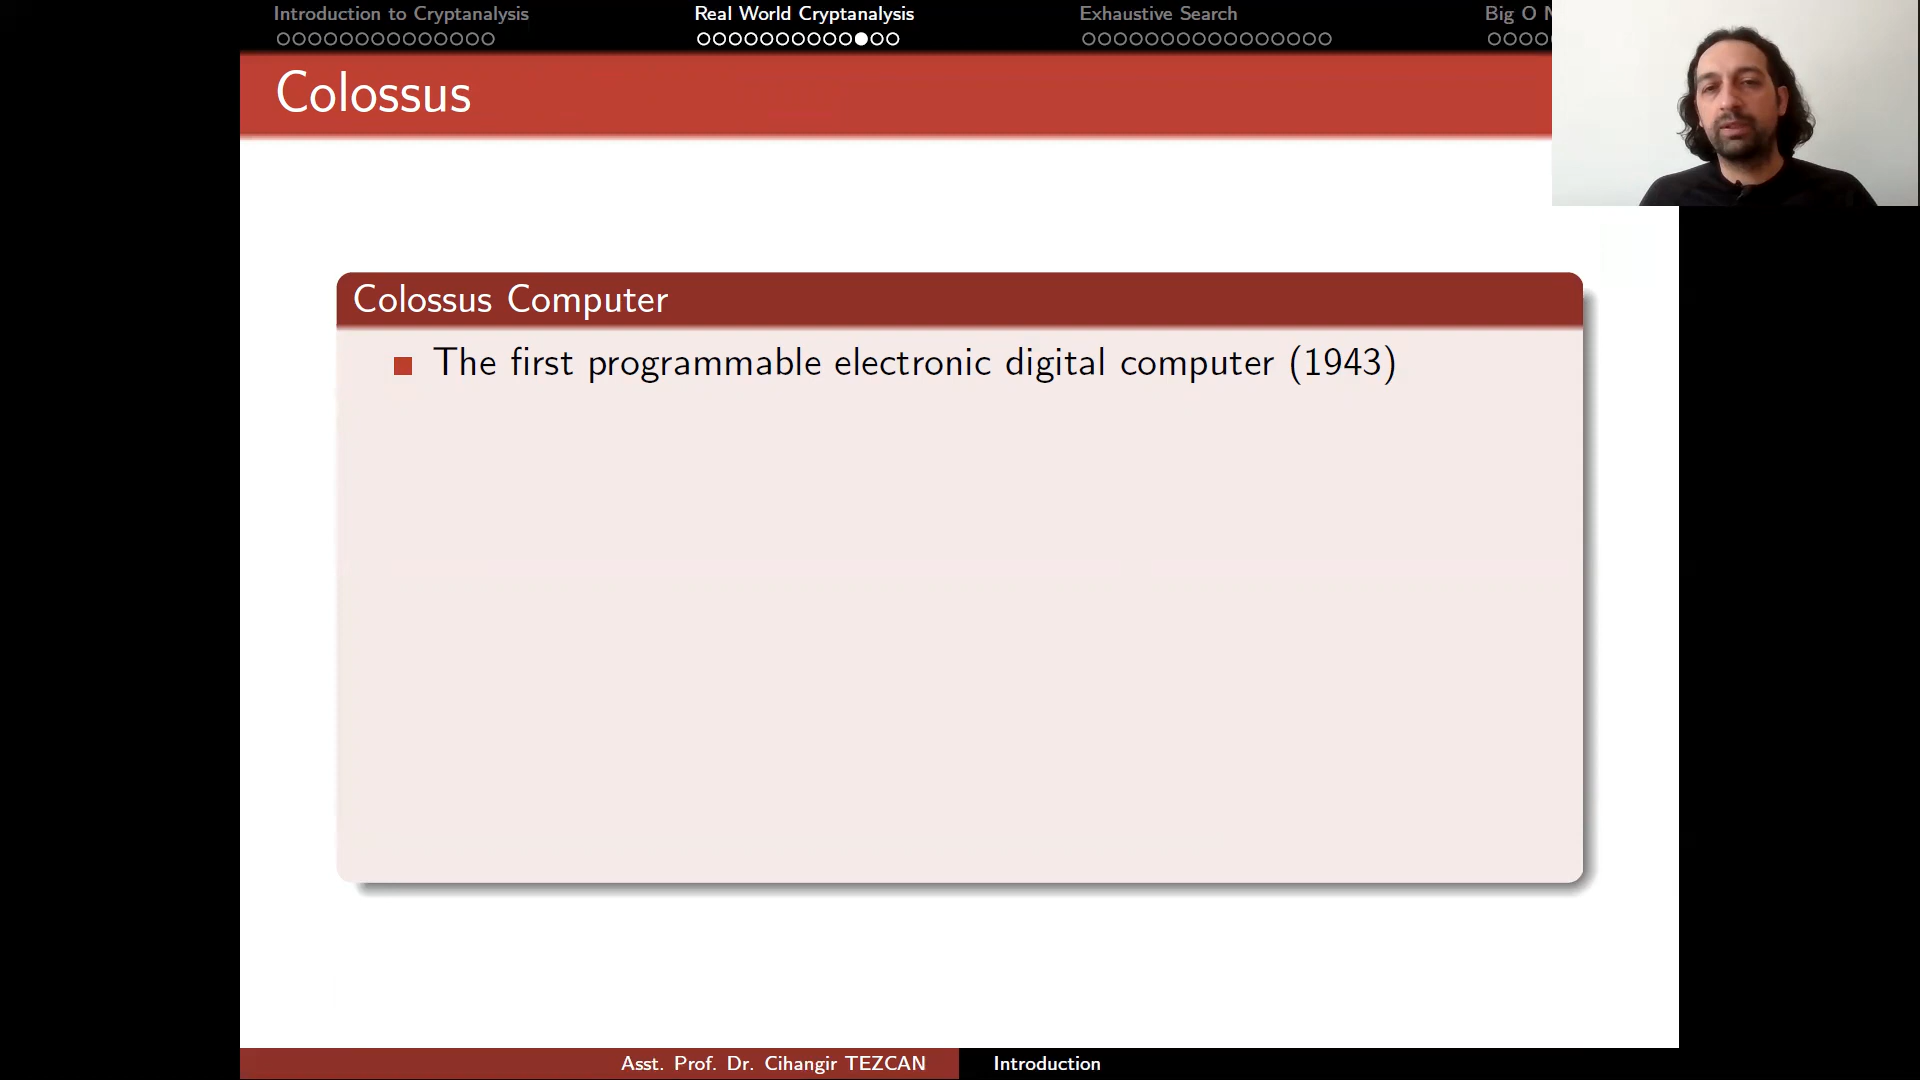 Introduction to Cryptanalysis
Real World Cryptanalysis
Exhaustive Search
Big O
Colossus
Colossus Computer
The first programmable electronic digital computer (1943)
Asst. Prof. Dr. Cihangir TEZCAN
Introduction